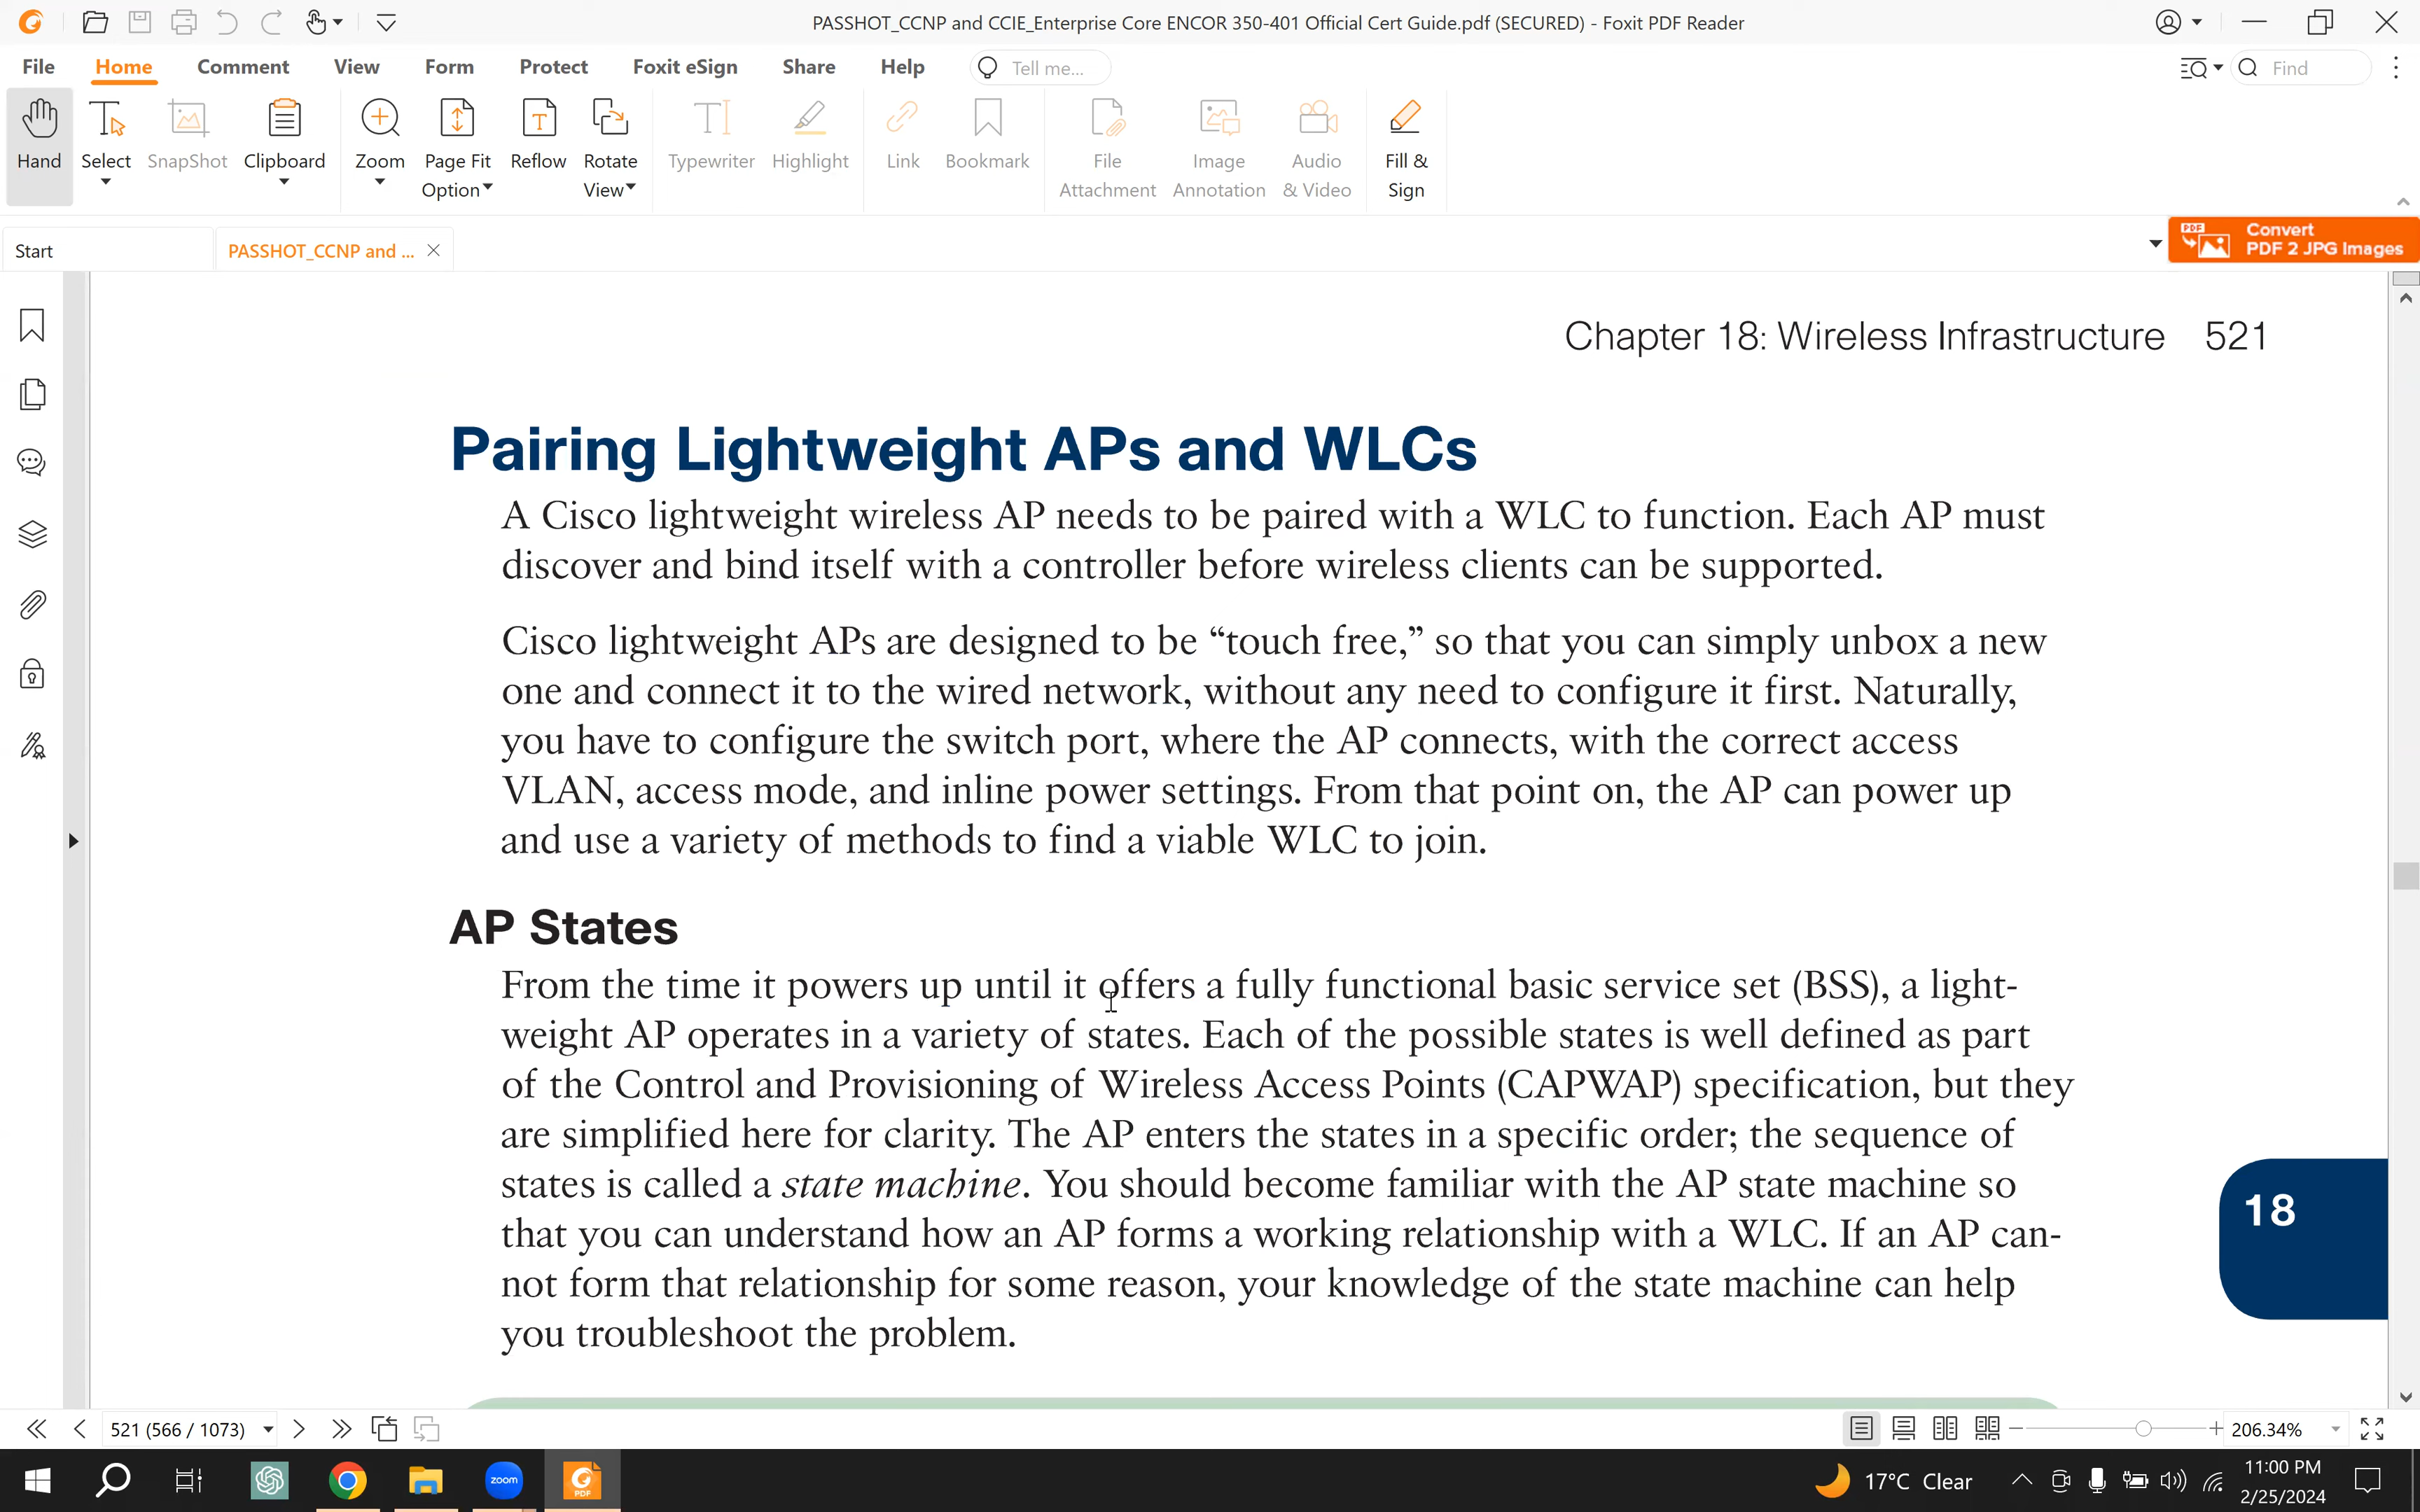 PASSHOT_CCNP and CCIE_Enterprise Core ENCOR 350-401 Official Cert Guide.pdf (SECURED) - Foxit PDF Reader
File Home Comment View Form Protect Foxit eSign Share Help Tell me... Find
Hand Select SnapShot Clipboard Zoom Page Fit Option Reflow Rotate View Typewriter Highlight Link Bookmark File Attachment Image Annotation Audio & Video Fill & Sign
Start PASSHOT_CCNP and ...
PDF Convert
PDF 2 JPG Images
Chapter 18: Wireless Infrastructure 521
Pairing Lightweight APs and WLCs
A Cisco lightweight wireless AP needs to be paired with a WLC to function. Each AP must
discover and bind itself with a controller before wireless clients can be supported.
Cisco lightweight APs are designed to be “touch free,” so that you can simply unbox a new
one and connect it to the wired network, without any need to configure it first. Naturally,
you have to configure the switch port, where the AP connects, with the correct access
VLAN, access mode, and inline power settings. From that point on, the AP can power up
and use a variety of methods to find a viable WLC to join.
AP States
From the time it powers up until it offers a fully functional basic service set (BSS), a light-
weight AP operates in a variety of states. Each of the possible states is well defined as part
of the Control and Provisioning of Wireless Access Points (CAPWAP) specification, but they
are simplified here for clarity. The AP enters the states in a specific order; the sequence of
states is called a state machine. You should become familiar with the AP state machine so
that you can understand how an AP forms a working relationship with a WLC. If an AP can-
not form that relationship for some reason, your knowledge of the state machine can help
you troubleshoot the problem.
18
521 (566 / 1073) 206.34%
zoom PDF 17°C Clear 11:00 PM
2/25/2024